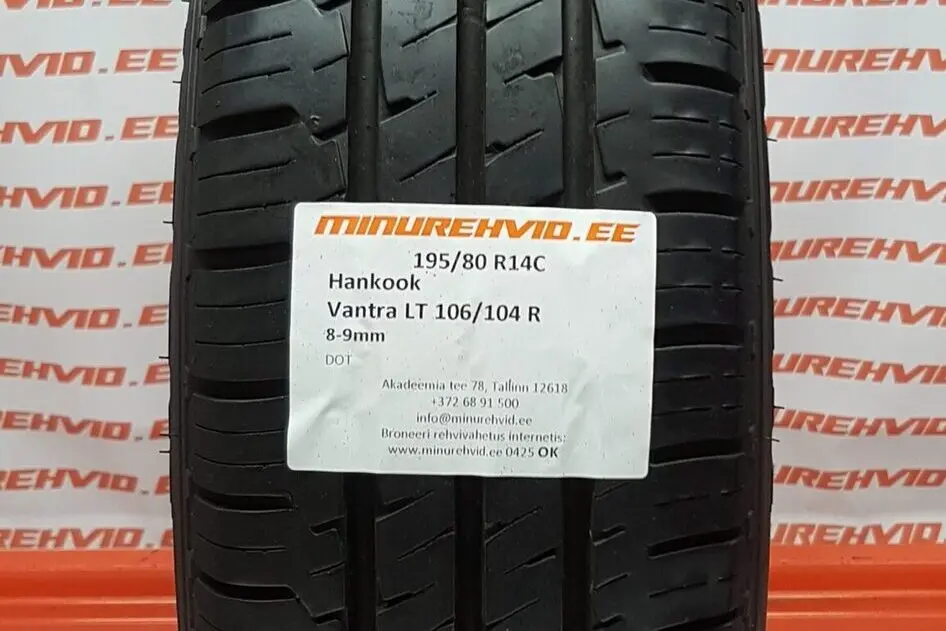 MINUREHVID.EE
195/80 R14C
Hankook
Vantra LT 106/104 R
8-9mm
DOT
Akadeemia tee 78, Tallinn 12618
+372 68 91 500
info@minurehvid.ee
Broneeri rehvivahetus internetis:
www.minurehvid.ee 0425 OK